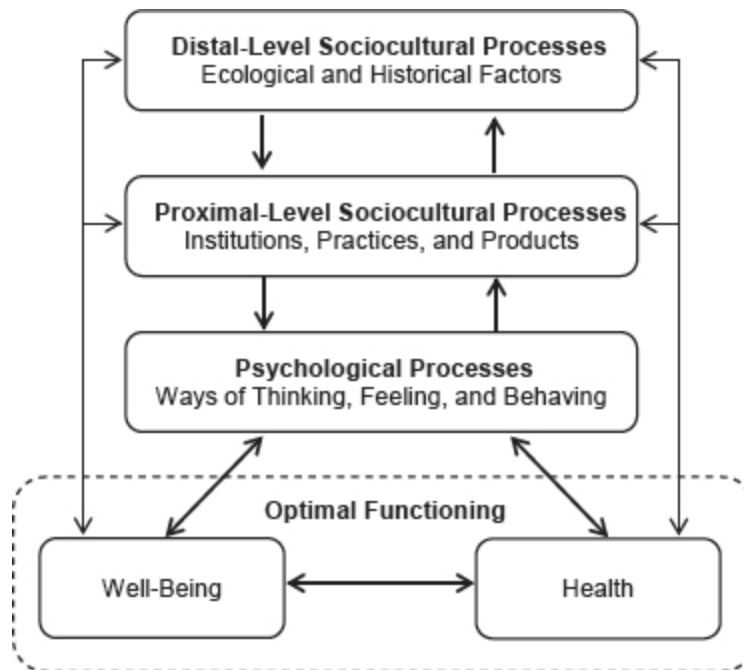 Distal-Level Sociocultural Processes
Ecological and Historical Factors
Proximal-Level Sociocultural Processes
Institutions, Practices, and Products
Psychological Processes
Ways of Thinking, Feeling, and Behaving
Optimal Functioning
Well-Being
Health